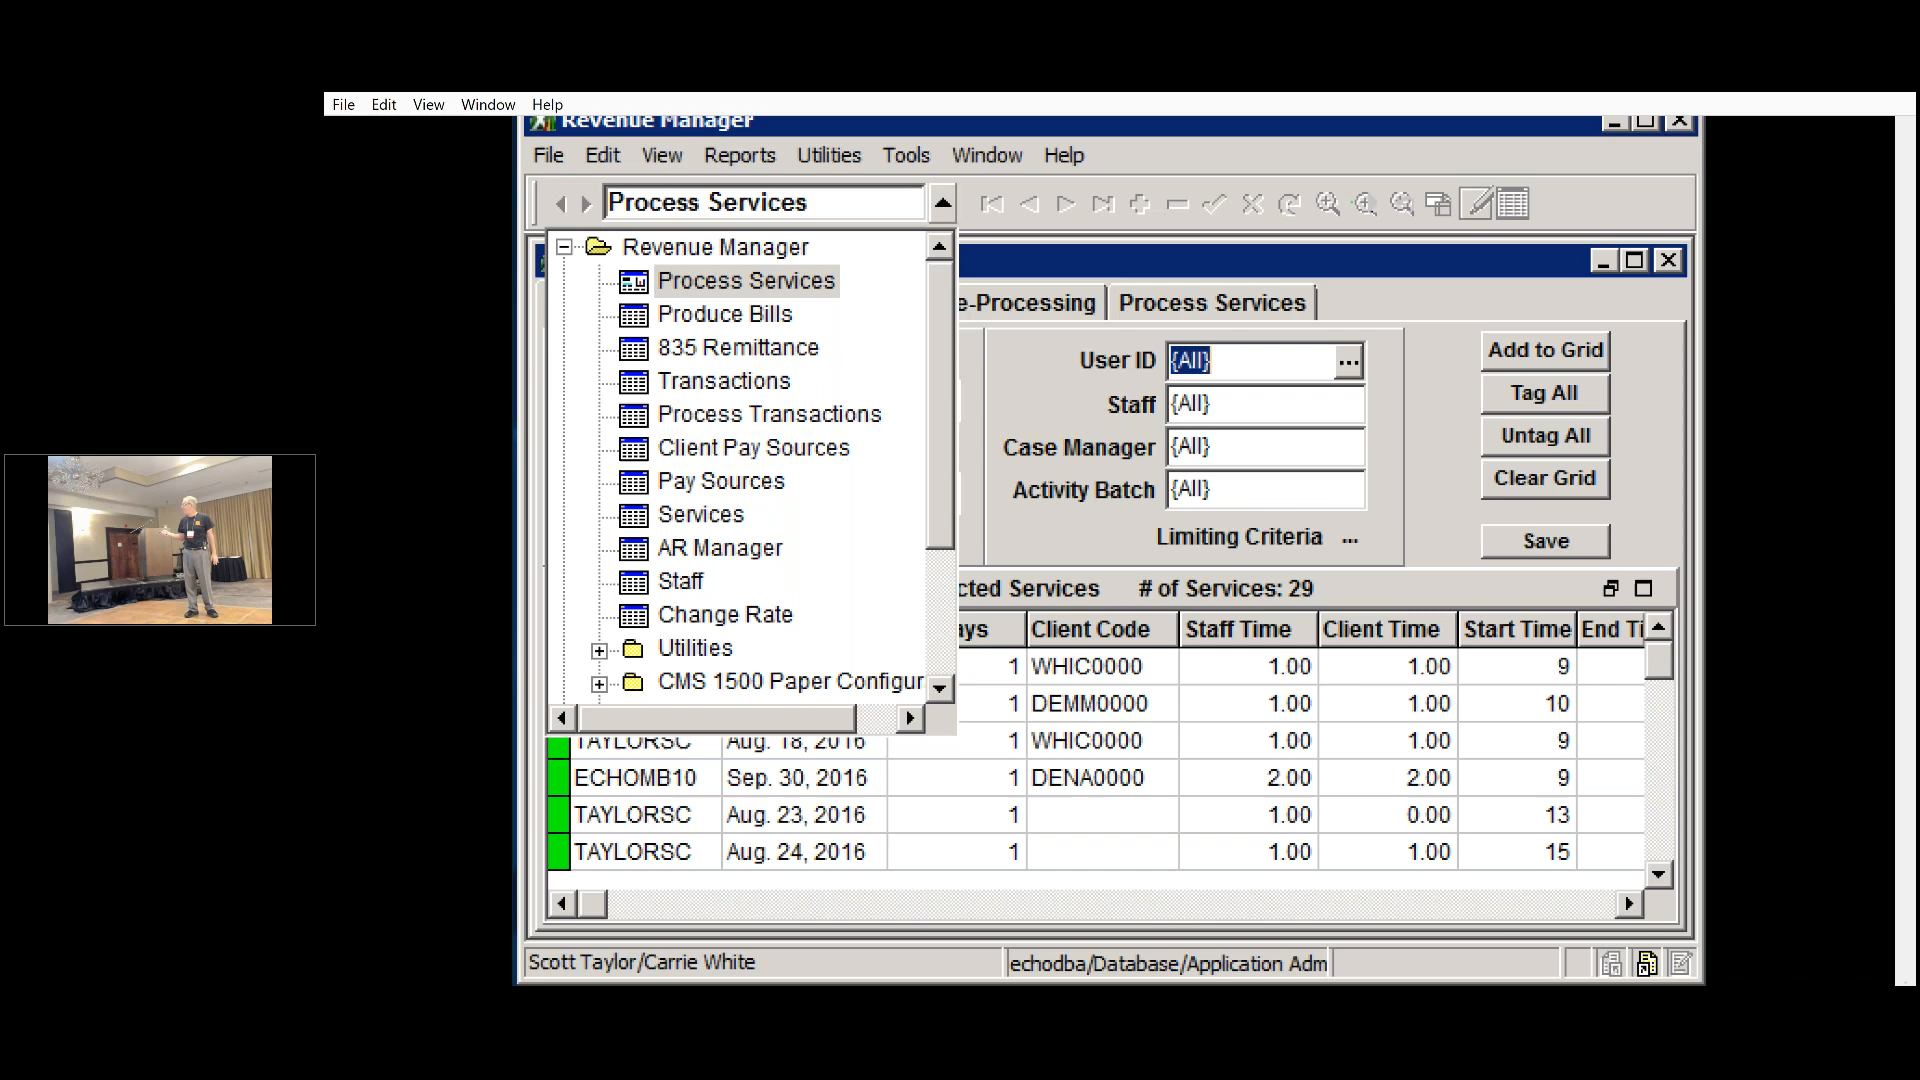 File Edit View Window Help
Revenue Manager
File Edit View Reports Utilities Tools Window Help
Process Services
Revenue Manager
Process Services
Produce Bills
835 Remittance
Transactions
Process Transactions
Client Pay Sources
Pay Sources
Services
AR Manager
Staff
Change Rate
Utilities
CMS 1500 Paper Configur
e-Processing Process Services
User ID {All} ...
Staff {All}
Case Manager {All}
Activity Batch {All}
Limiting Criteria ...
Add to Grid
Tag All
Untag All
Clear Grid
Save
cted Services # of Services: 29
ays Client Code Staff Time Client Time Start Time End Ti
1 WHIC0000 1.00 1.00 9
1 DEMM0000 1.00 1.00 10
TAYLORSC Aug. 18, 2016 1 WHIC0000 1.00 1.00 9
ECHOMB10 Sep. 30, 2016 1 DENA0000 2.00 2.00 9
TAYLORSC Aug. 23, 2016 1 1.00 0.00 13
TAYLORSC Aug. 24, 2016 1 1.00 1.00 15
Scott Taylor/Carrie White echodba/Database/Application Adm